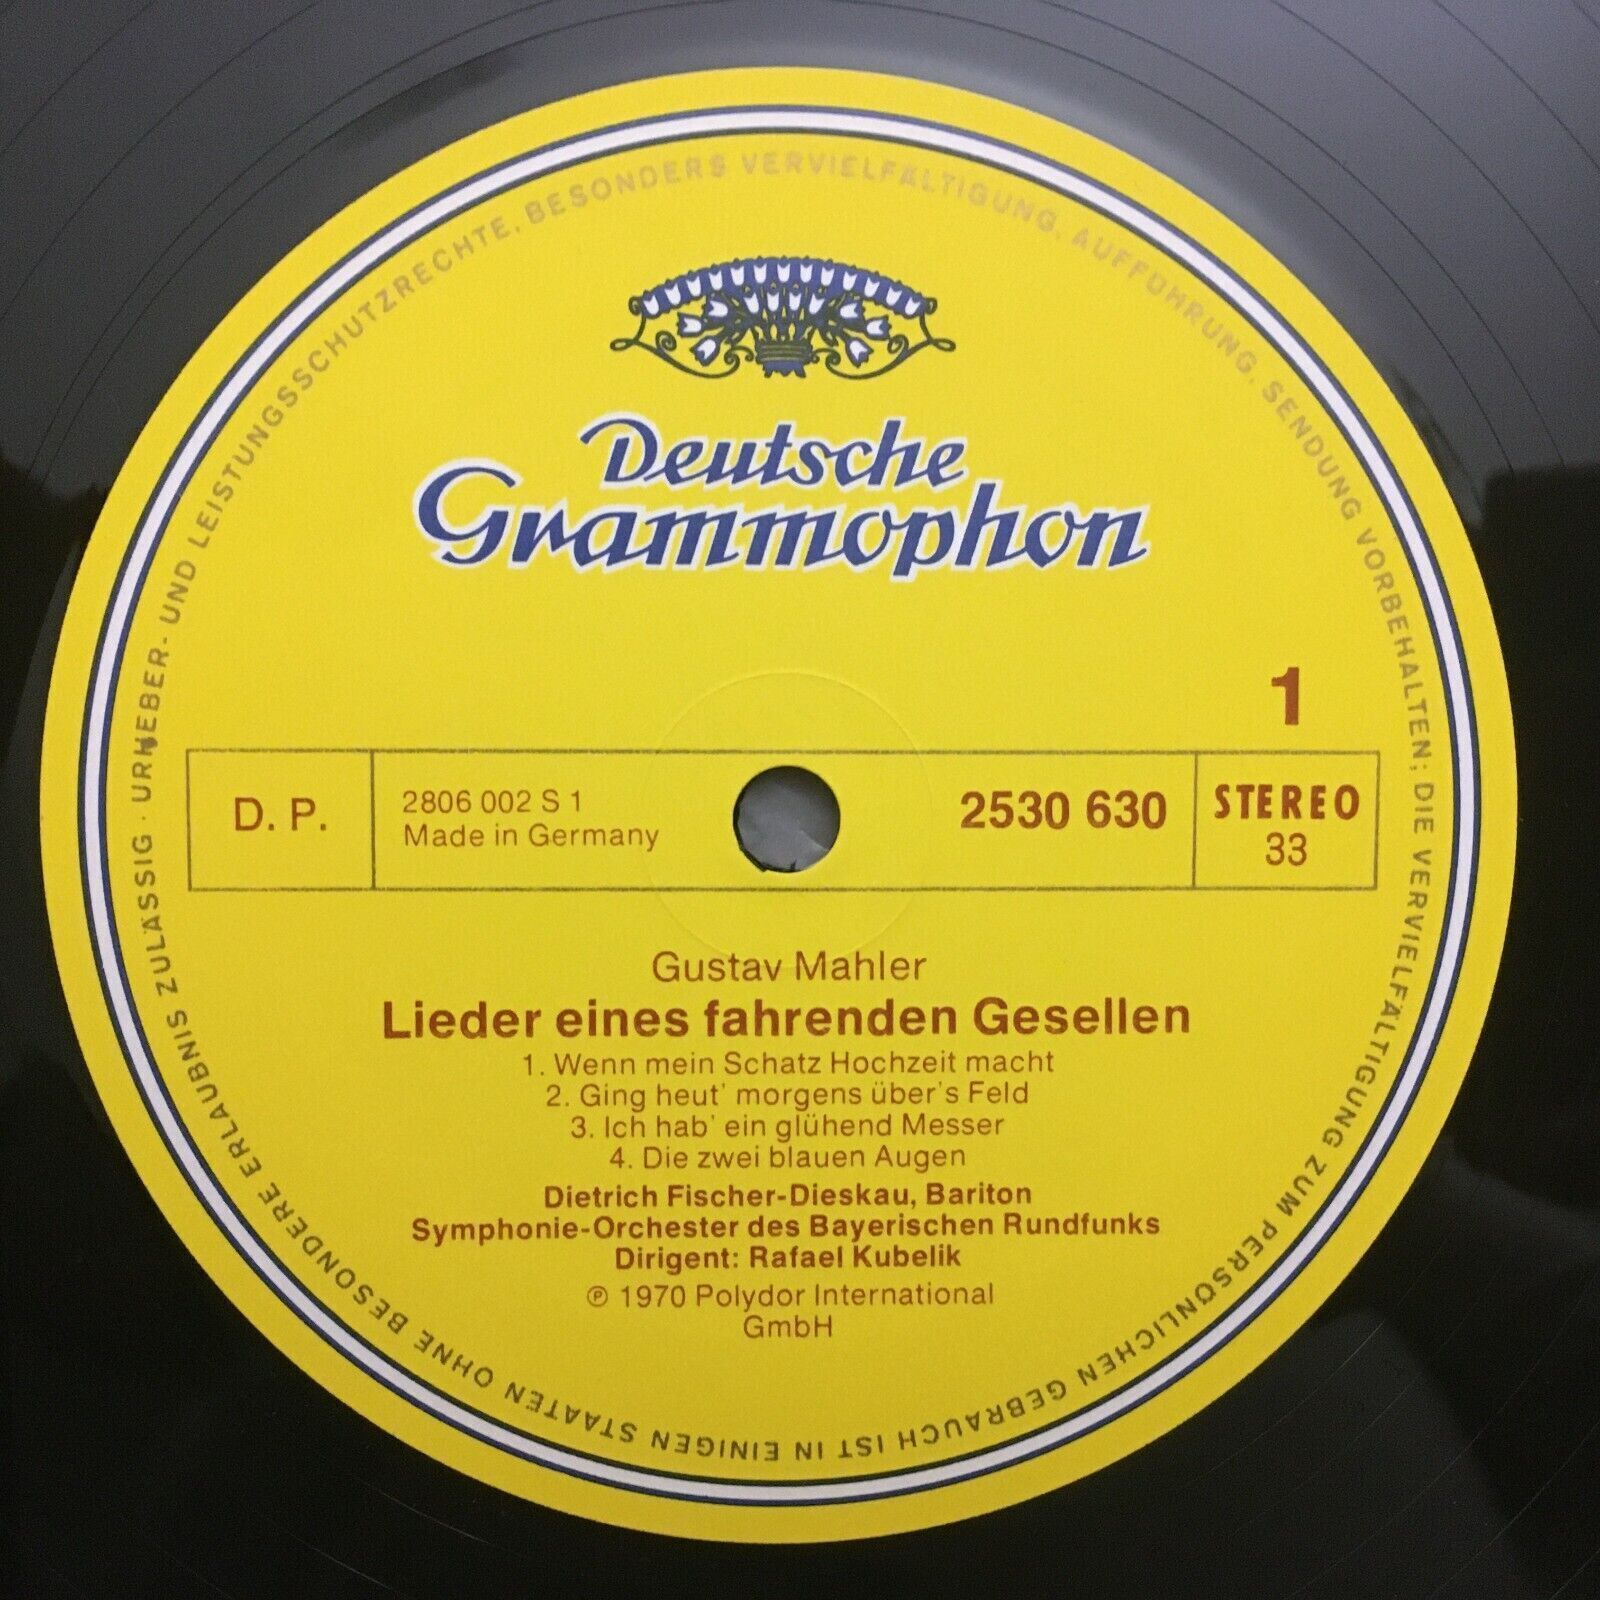 URHEBER- UND LEISTUNGSSCHUTZRECHTE, BESONDERS VERVIELFÄLTIGUNG, AUFFÜHRUNG, SENDUNG VORBEHALTEN; DIE VERVIELFÄLTIGUNG ZUM PERSÖNLICHEN GEBRAUCH IST IN EINIGEN STAATEN OHNE BESONDERE ERLAUBNIS ZULÄSSIG ·
Deutsche
Grammophon
1
D. P.
2806 002 S 1
Made in Germany
2530 630
STEREO
33
Gustav Mahler
Lieder eines fahrenden Gesellen
1. Wenn mein Schatz Hochzeit macht
2. Ging heut' morgens über's Feld
3. Ich hab' ein glühend Messer
4. Die zwei blauen Augen
Dietrich Fischer-Dieskau, Bariton
Symphonie-Orchester des Bayerischen Rundfunks
Dirigent: Rafael Kubelik
℗ 1970 Polydor International
GmbH